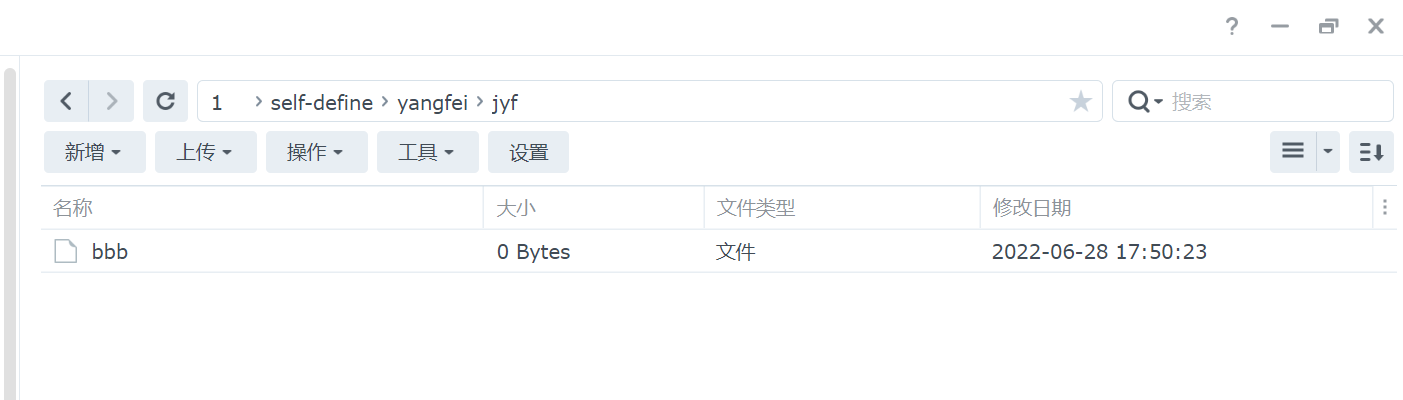 ?
1 › self-define › yangfei › jyf
搜索
新增 上传 操作 工具 设置
名称 大小 文件类型 修改日期
bbb 0 Bytes 文件 2022-06-28 17:50:23